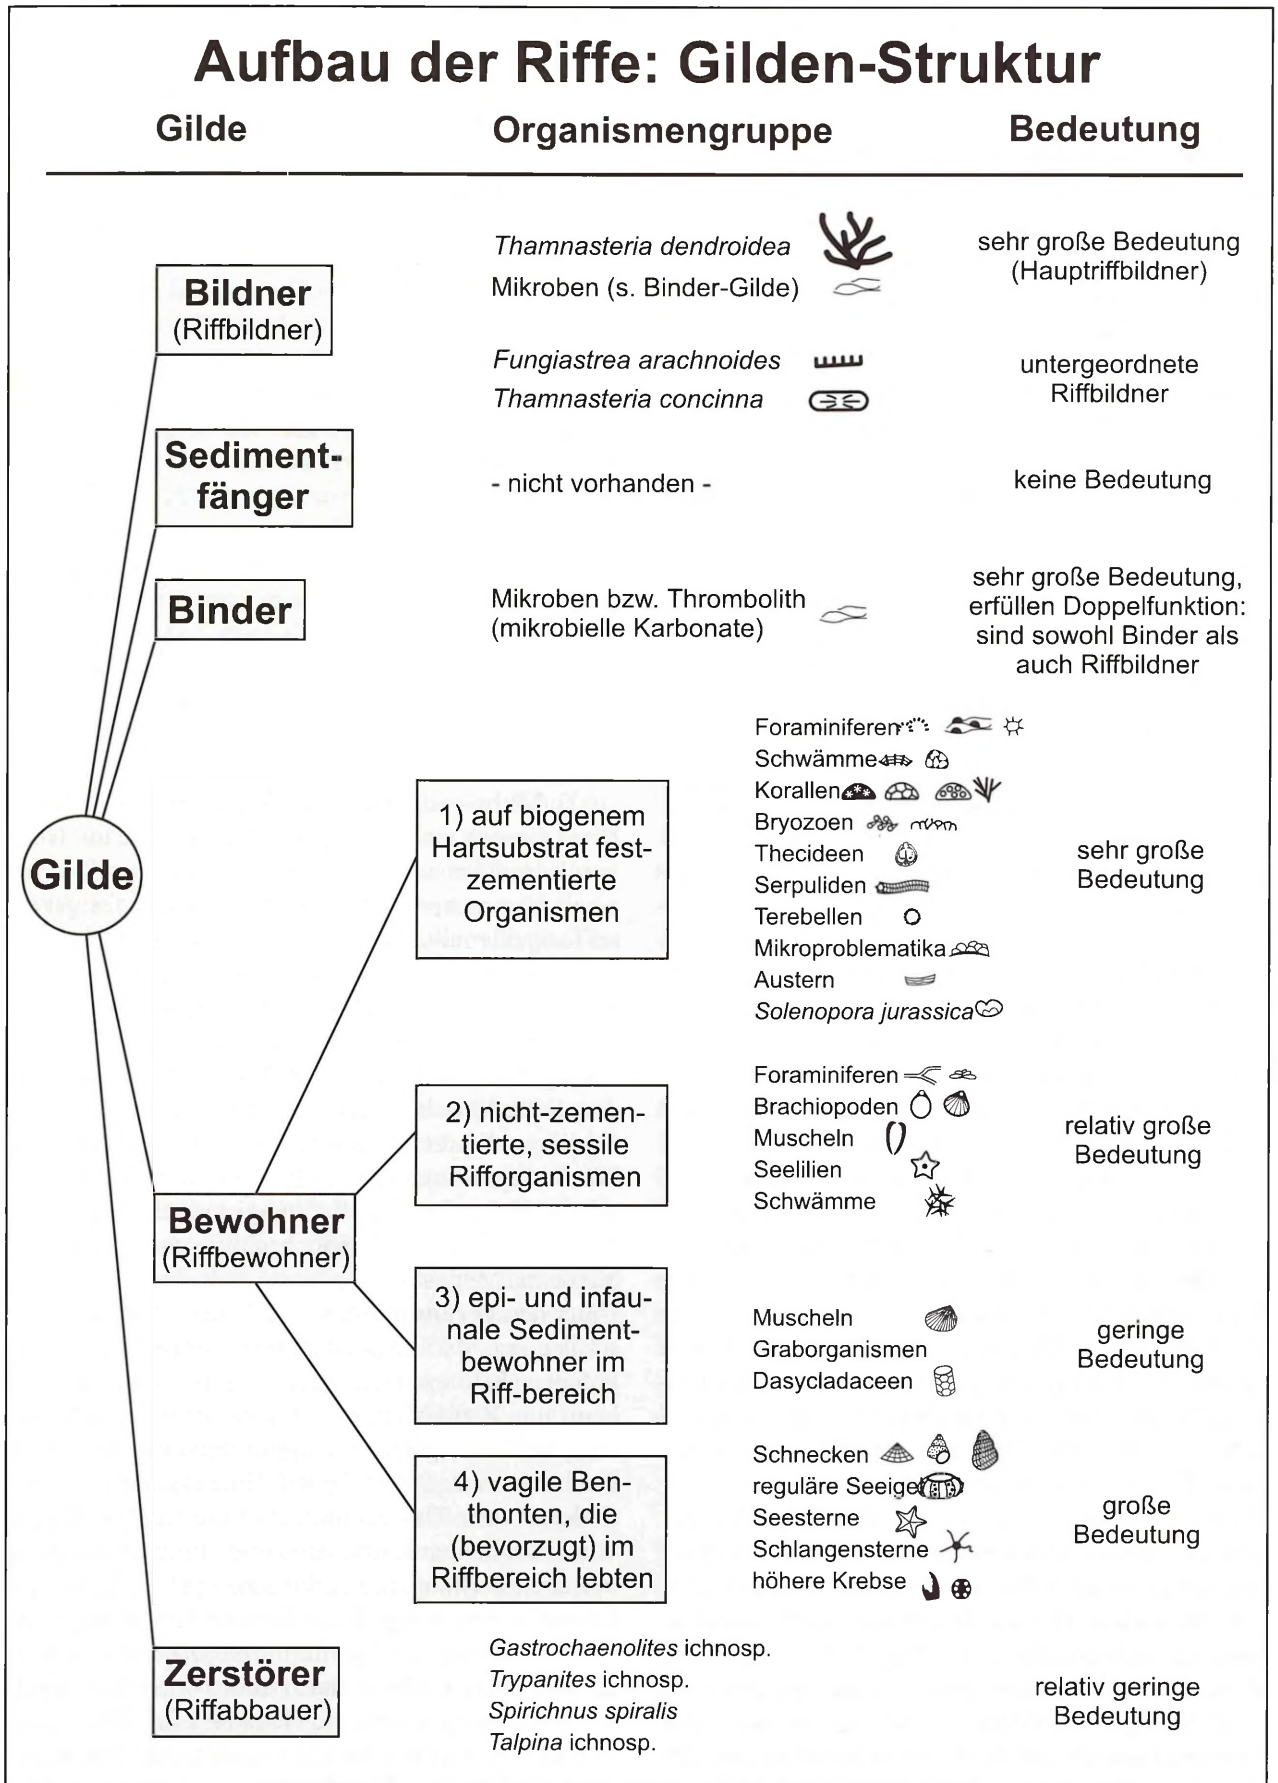 Aufbau der Riffe: Gilden-Struktur
Gilde Organismengruppe Bedeutung
Bildner
(Riffbildner)
Thamnasteria dendroidea
Mikroben (s. Binder-Gilde)
sehr große Bedeutung
(Hauptriffbildner)
Fungiastrea arachnoides
Thamnasteria concinna
untergeordnete
Riffbildner
Sediment-
fänger
- nicht vorhanden -
keine Bedeutung
Binder
Mikroben bzw. Thrombolith
(mikrobielle Karbonate)
sehr große Bedeutung,
erfüllen Doppelfunktion:
sind sowohl Binder als
auch Riffbildner
Gilde
Bewohner
(Riffbewohner)
1) auf biogenem
Hartsubstrat fest-
zementierte
Organismen
Foraminiferen
Schwämme
Korallen
Bryozoen
Thecideen
Serpuliden
Terebellen
Mikroproblematika
Austern
Solenopora jurassica
sehr große
Bedeutung
2) nicht-zemen-
tierte, sessile
Rifforganismen
Foraminiferen
Brachiopoden
Muscheln
Seelilien
Schwämme
relativ große
Bedeutung
3) epi- und infau-
nale Sediment-
bewohner im
Riff-bereich
Muscheln
Graborganismen
Dasycladaceen
geringe
Bedeutung
4) vagile Ben-
thonten, die
(bevorzugt) im
Riffbereich lebten
Schnecken
reguläre Seeigel
Seesterne
Schlangensterne
höhere Krebse
große
Bedeutung
Zerstörer
(Riffabbauer)
Gastrochaenolites ichnosp.
Trypanites ichnosp.
Spirichnus spiralis
Talpina ichnosp.
relativ geringe
Bedeutung